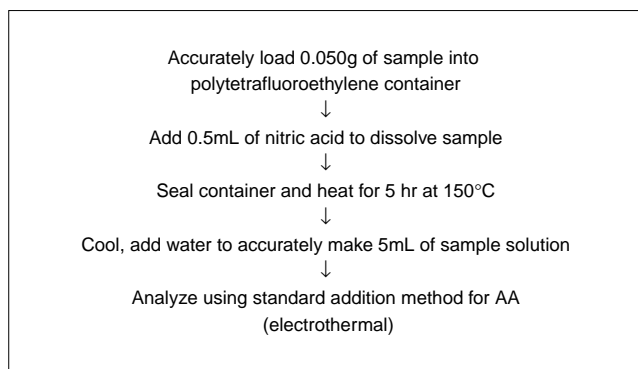 Accurately load 0.050g of sample into
polytetrafluoroethylene container
↓
Add 0.5mL of nitric acid to dissolve sample
↓
Seal container and heat for 5 hr at 150°C
↓
Cool, add water to accurately make 5mL of sample solution
↓
Analyze using standard addition method for AA
(electrothermal)